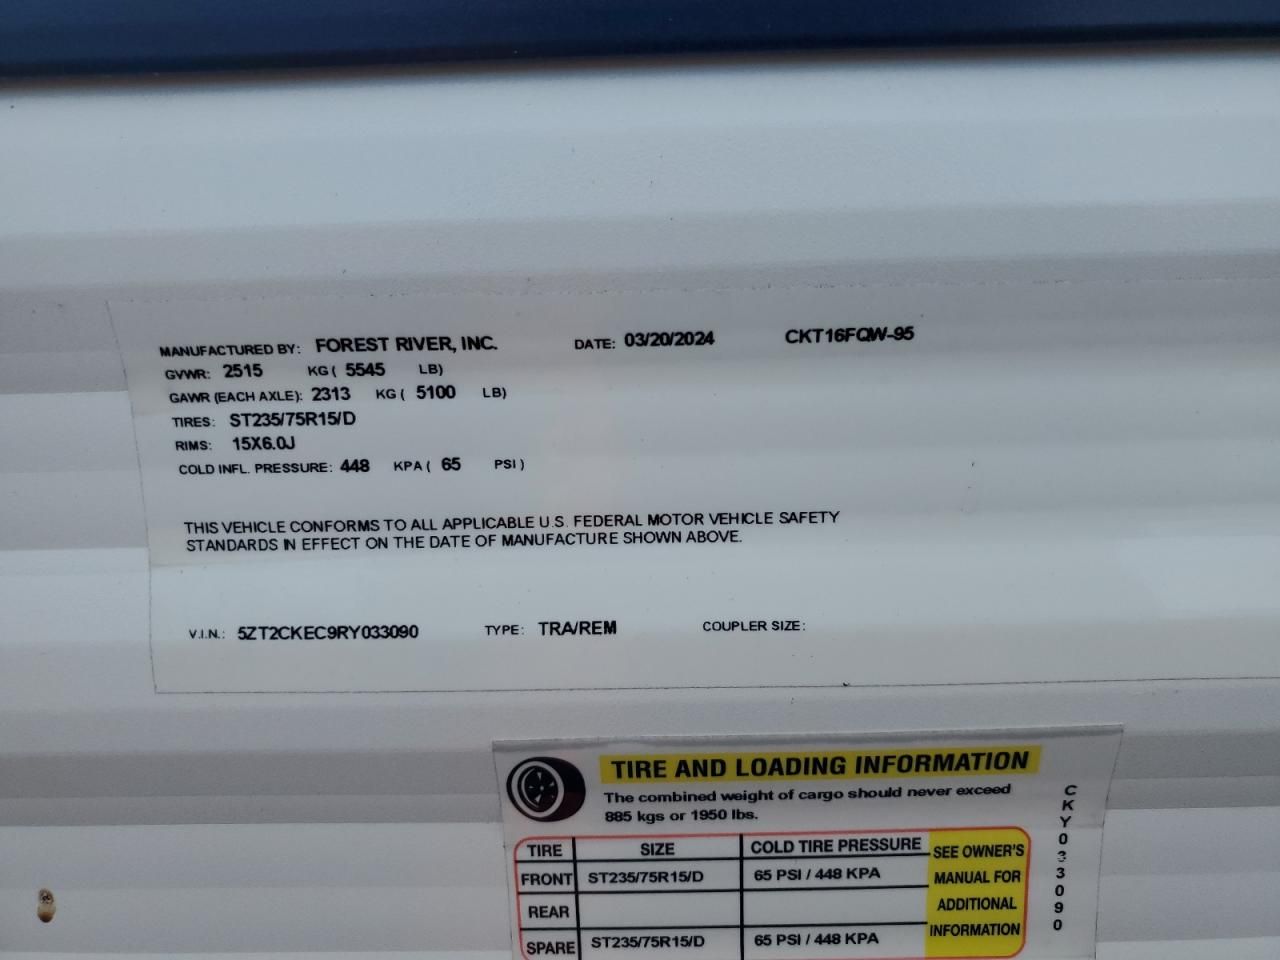 MANUFACTURED BY: FOREST RIVER, INC. DATE: 03/20/2024 CKT16FQW-95
GVWR: 2515 KG ( 5545 LB)
GAWR (EACH AXLE): 2313 KG ( 5100 LB)
TIRES: ST235/75R15/D
RIMS: 15X6.0J
COLD INFL. PRESSURE: 448 KPA ( 65 PSI )
THIS VEHICLE CONFORMS TO ALL APPLICABLE U.S. FEDERAL MOTOR VEHICLE SAFETY
STANDARDS IN EFFECT ON THE DATE OF MANUFACTURE SHOWN ABOVE.
V.I.N.: 5ZT2CKEC9RY033090 TYPE: TRA/REM COUPLER SIZE:
TIRE AND LOADING INFORMATION
The combined weight of cargo should never exceed
885 kgs or 1950 lbs.
TIRE SIZE COLD TIRE PRESSURE
FRONT ST235/75R15/D 65 PSI / 448 KPA
REAR
SPARE ST235/75R15/D 65 PSI / 448 KPA
SEE OWNER'S
MANUAL FOR
ADDITIONAL
INFORMATION
CKY033090